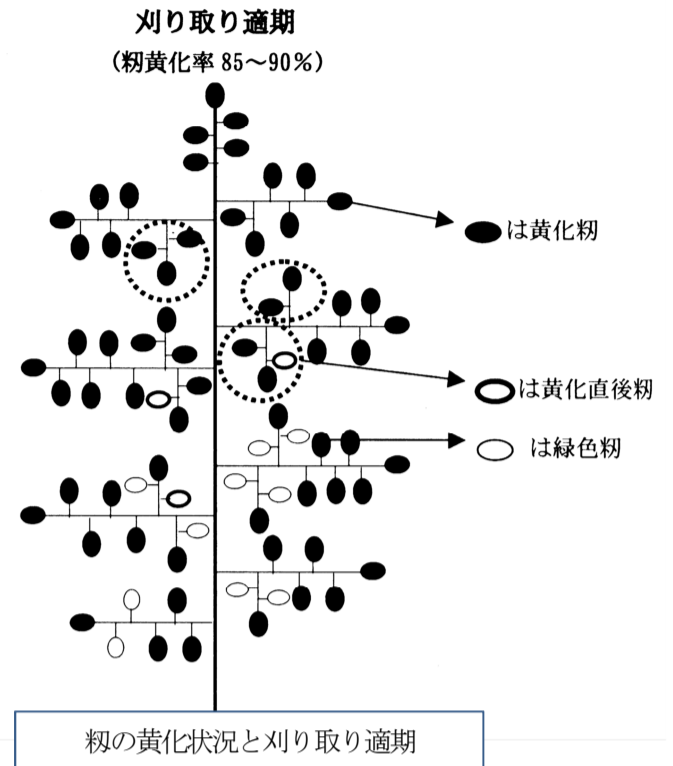 刈り取り適期
(籾黄化率 85～90％)
は黄化籾
は黄化直後籾
は緑色籾
籾の黄化状況と刈り取り適期